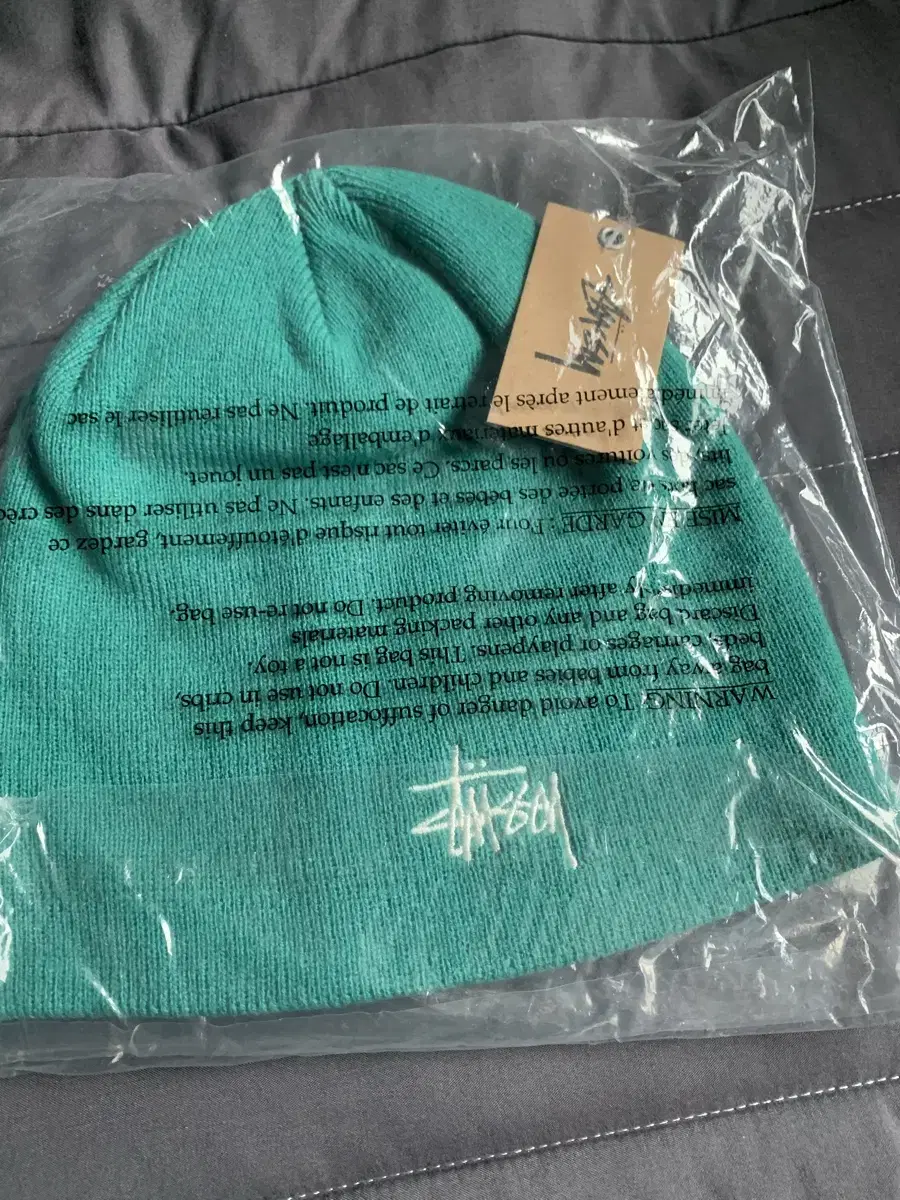 Stüssy
Stüssy
WARNING: To avoid danger of suffocation, keep this
bag away from babies and children. Do not use in cribs,
beds, carriages or playpens. This bag is not a toy.
Discard bag and any other packing materials
immediately after removing product. Do not re-use bag.
MISE EN GARDE : Pour éviter tout risque d'étouffement, gardez ce
sac hors de portée des bébés et des enfants. Ne pas utiliser dans des
voitures ou les parcs. Ce sac n'est pas un jouet.
et d'autres matériaux d'emballage
après le retrait de produit. Ne pas réutiliser le sac